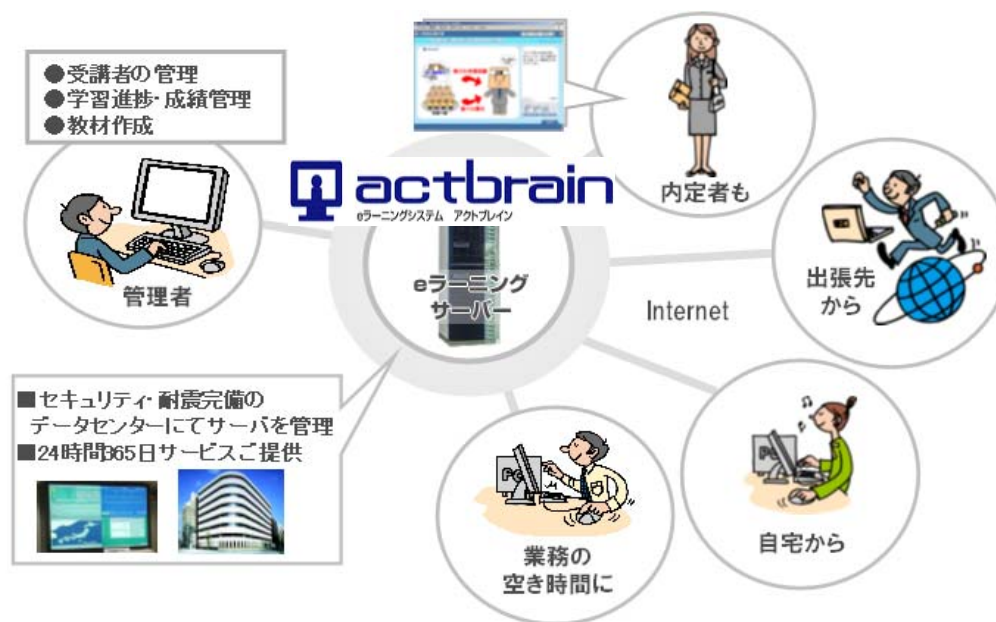 ●受講者の管理
●学習進捗・成績管理
●教材作成
管理者
actbrain
eラーニングシステム アクトブレイン
eラーニング
サーバー
内定者も
出張先
から
Internet
■セキュリティ・耐震完備の
データセンターにてサーバを管理
■24時間365日サービスご提供
PC
業務の
空き時間に
PC
自宅から